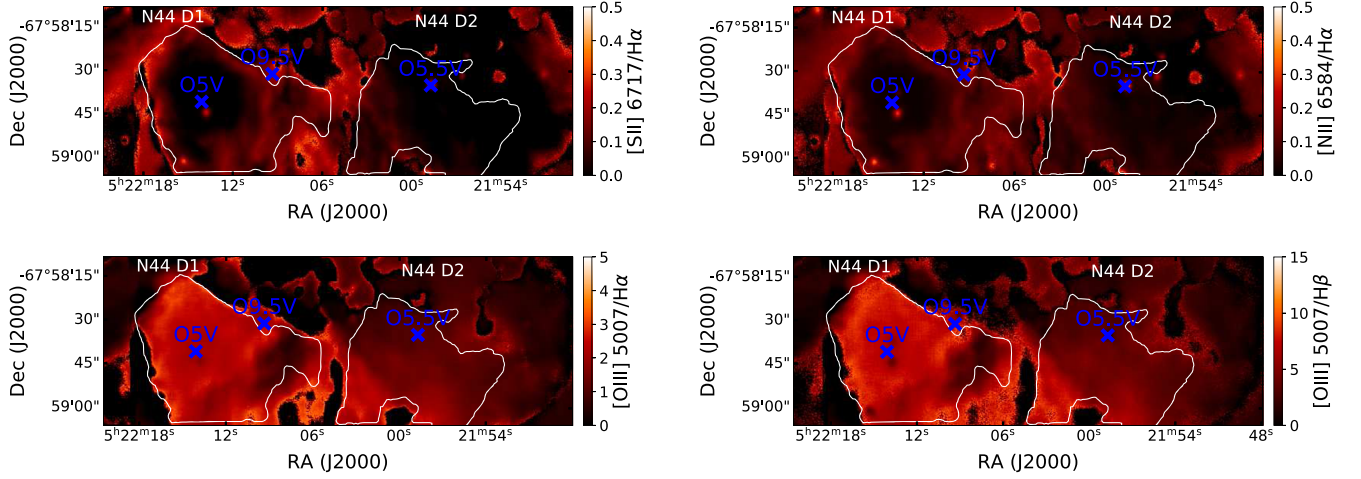 N44 D1
N44 D2
O9.5V
O5V
O5.5V
-67°58'15"
30"
45"
59'00"
Dec (J2000)
5ʰ22ᵐ18ˢ
12ˢ
06ˢ
00ˢ
21ᵐ54ˢ
RA (J2000)
0.5
0.4
0.3
0.2
0.1
0.0
[SII] 6717/Hα
N44 D1
N44 D2
O9.5V
O5V
O5.5V
-67°58'15"
30"
45"
59'00"
Dec (J2000)
5ʰ22ᵐ18ˢ
12ˢ
06ˢ
00ˢ
21ᵐ54ˢ
RA (J2000)
0.5
0.4
0.3
0.2
0.1
0.0
[NII] 6584/Hα
N44 D1
N44 D2
O9.5V
O5V
O5.5V
-67°58'15"
30"
45"
59'00"
Dec (J2000)
5ʰ22ᵐ18ˢ
12ˢ
06ˢ
00ˢ
21ᵐ54ˢ
RA (J2000)
5
4
3
2
1
0
[OIII] 5007/Hα
N44 D1
N44 D2
O9.5V
O5V
O5.5V
-67°58'15"
30"
45"
59'00"
Dec (J2000)
5ʰ22ᵐ18ˢ
12ˢ
06ˢ
00ˢ
21ᵐ54ˢ
48ˢ
RA (J2000)
15
10
5
0
[OIII] 5007/Hβ